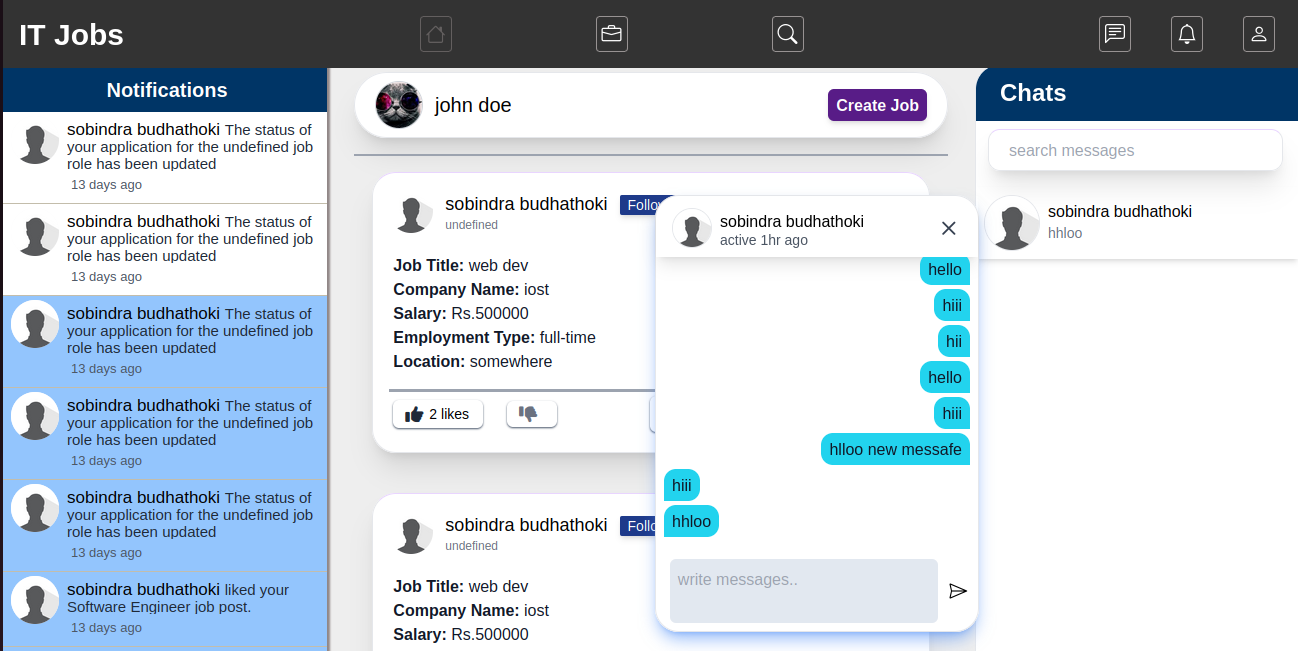 IT Jobs
Notifications
sobindra budhathoki The status of
your application for the undefined job
role has been updated
13 days ago
sobindra budhathoki The status of
your application for the undefined job
role has been updated
13 days ago
sobindra budhathoki The status of
your application for the undefined job
role has been updated
13 days ago
sobindra budhathoki The status of
your application for the undefined job
role has been updated
13 days ago
sobindra budhathoki The status of
your application for the undefined job
role has been updated
13 days ago
sobindra budhathoki liked your
Software Engineer job post.
13 days ago
john doe
Create Job
sobindra budhathoki
Follo
undefined
Job Title: web dev
Company Name: iost
Salary: Rs.500000
Employment Type: full-time
Location: somewhere
2 likes
sobindra budhathoki
Follo
undefined
Job Title: web dev
Company Name: iost
Salary: Rs.500000
sobindra budhathoki
active 1hr ago
hello
hiii
hii
hello
hiii
hlloo new messafe
hiii
hhloo
write messages..
Chats
search messages
sobindra budhathoki
hhloo